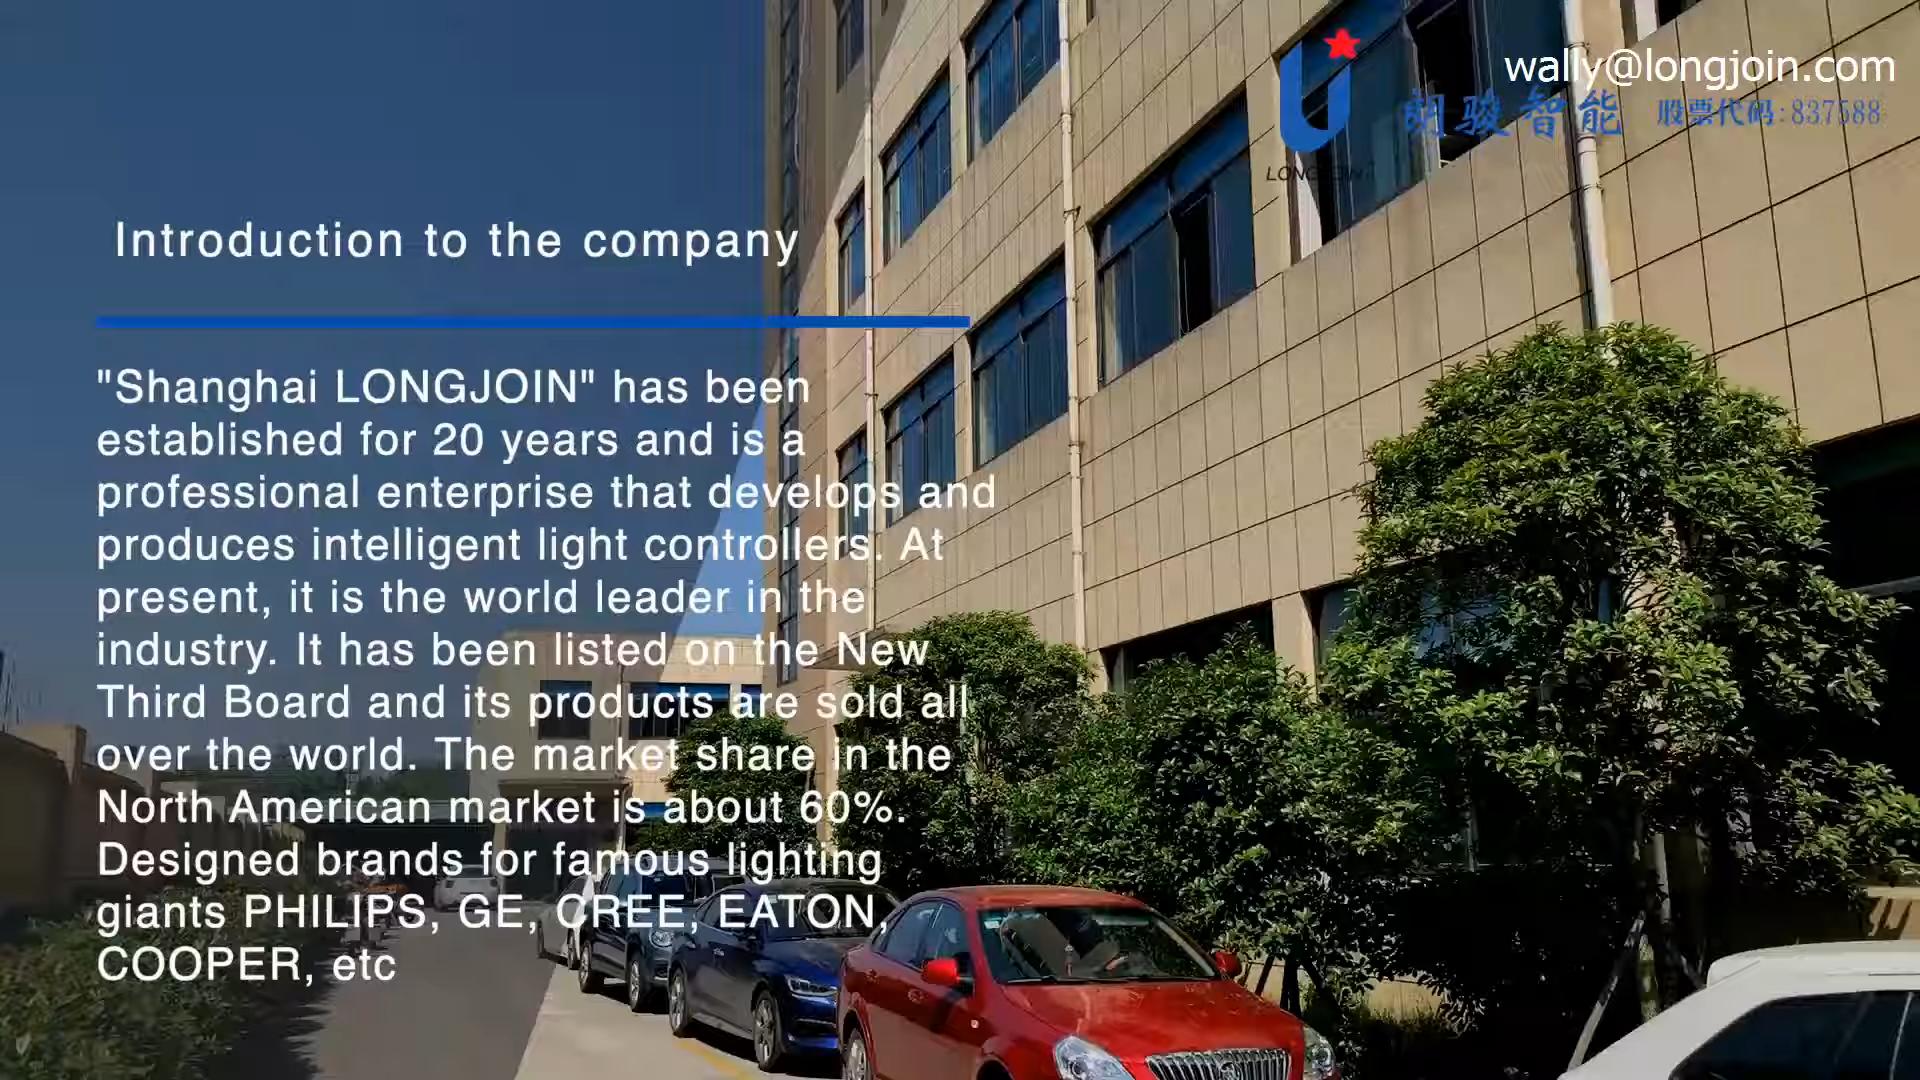 wally@longjoin.com
朗骏智能 股票代码:837588
LONGJOIN
Introduction to the company
"Shanghai LONGJOIN" has been
established for 20 years and is a
professional enterprise that develops and
produces intelligent light controllers. At
present, it is the world leader in the
industry. It has been listed on the New
Third Board and its products are sold all
over the world. The market share in the
North American market is about 60%.
Designed brands for famous lighting
giants PHILIPS, GE, CREE, EATON,
COOPER, etc